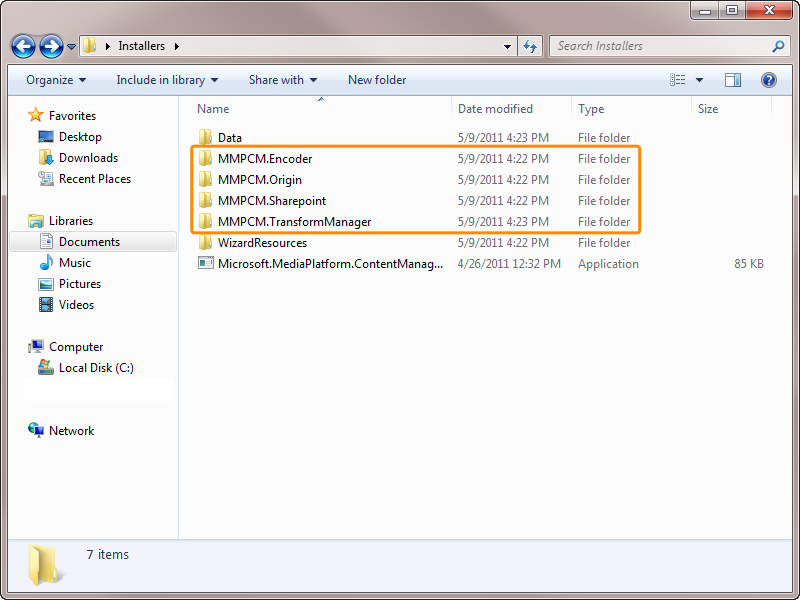 Installers
Search Installers
Organize Include in library Share with New folder
Name Date modified Type Size
Favorites
Desktop
Downloads
Recent Places
Libraries
Documents
Music
Pictures
Videos
Computer
Local Disk (C:)
Network
Data 5/9/2011 4:23 PM File folder
MMPCM.Encoder 5/9/2011 4:22 PM File folder
MMPCM.Origin 5/9/2011 4:22 PM File folder
MMPCM.Sharepoint 5/9/2011 4:22 PM File folder
MMPCM.TransformManager 5/9/2011 4:23 PM File folder
WizardResources 5/9/2011 4:22 PM File folder
Microsoft.MediaPlatform.ContentManag... 4/26/2011 12:32 PM Application 85 KB
7 items